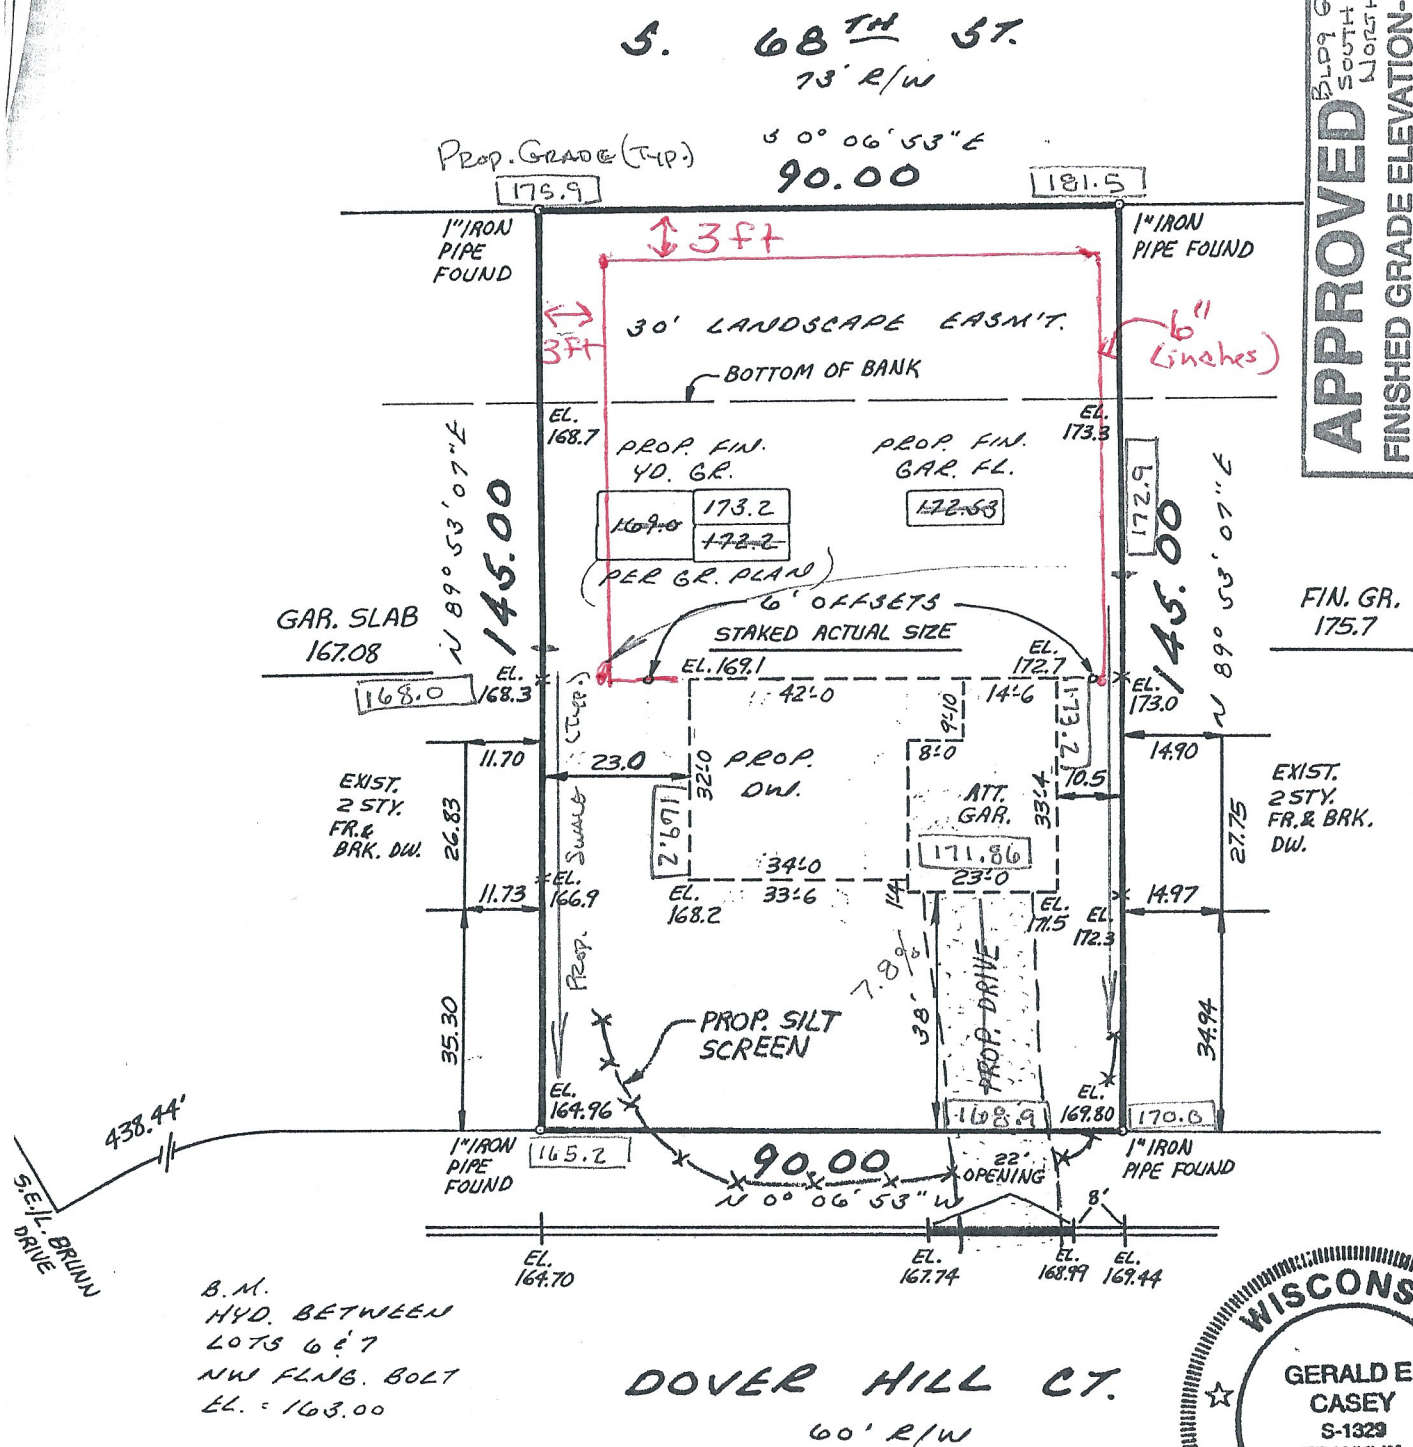 S. 68TH ST.
73' R/W
S 0° 06' 53" E
90.00
PROP. GRADE (TYP.)
175.9
181.5
1" IRON
PIPE
FOUND
1" IRON
PIPE FOUND
3 ft
3 ft
6"
(inches)
30' LANDSCAPE EASM'T.
BOTTOM OF BANK
EL.
168.7
EL.
173.3
PROP. FIN.
YD. GR.
169.0
173.2
172.2
(PER GR. PLAN)
PROP. FIN.
GAR. FL.
172.53
N 89° 53' 07" E
145.00
172.9
145.00
N 89° 53' 07" E
6' OFFSETS
STAKED ACTUAL SIZE
GAR. SLAB
167.08
168.0
EL.
168.3
EL. 169.1
EL.
172.7
EL.
173.0
FIN. GR.
175.7
42'-0
14'-6
9'-10
8'-0
173.2
11.70
23.0
32'-0
PROP.
DW.
ATT.
GAR.
33'-4
10.5
14.90
EXIST.
2 STY.
FR. &
BRK. DW.
26.83
169.2
171.86
27.75
EXIST.
2 STY.
FR. & BRK.
DW.
34'-0
33'-6
23'-0
1'-4
11.73
EL.
166.9
EL.
168.2
EL.
171.5
EL.
172.3
14.97
PROP. SWALE (TYP.)
7.8%
38'
PROP. DRIVE
PROP. SILT
SCREEN
35.30
34.94
EL.
164.96
168.9
EL.
169.80
170.0
438.44'
S.E./L. BRUNN
DRIVE
1" IRON
PIPE
FOUND
165.2
90.00
N 0° 06' 53" W
22'
OPENING
8'
1" IRON
PIPE FOUND
EL.
164.70
EL.
167.74
EL.
168.99
EL.
169.44
B.M.
HYD. BETWEEN
LOTS 6 & 7
NW FLNG. BOLT
EL. = 163.00
DOVER HILL CT.
60' R/W
APPROVED
BLDG
SOUTH
NORTH
FINISHED GRADE ELEVATION-
WISCONS
GERALD E
CASEY
S-1329